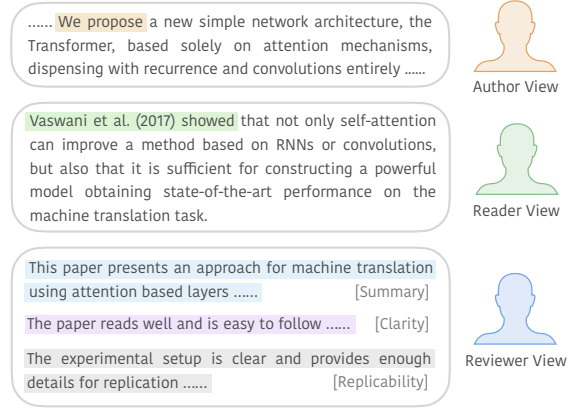 ...... We propose a new simple network architecture, the
Transformer, based solely on attention mechanisms,
dispensing with recurrence and convolutions entirely ......
Author View
Vaswani et al. (2017) showed that not only self-attention
can improve a method based on RNNs or convolutions,
but also that it is sufficient for constructing a powerful
model obtaining state-of-the-art performance on the
machine translation task.
Reader View
This paper presents an approach for machine translation
using attention based layers ...... [Summary]
The paper reads well and is easy to follow ...... [Clarity]
The experimental setup is clear and provides enough
details for replication ...... [Replicability]
Reviewer View